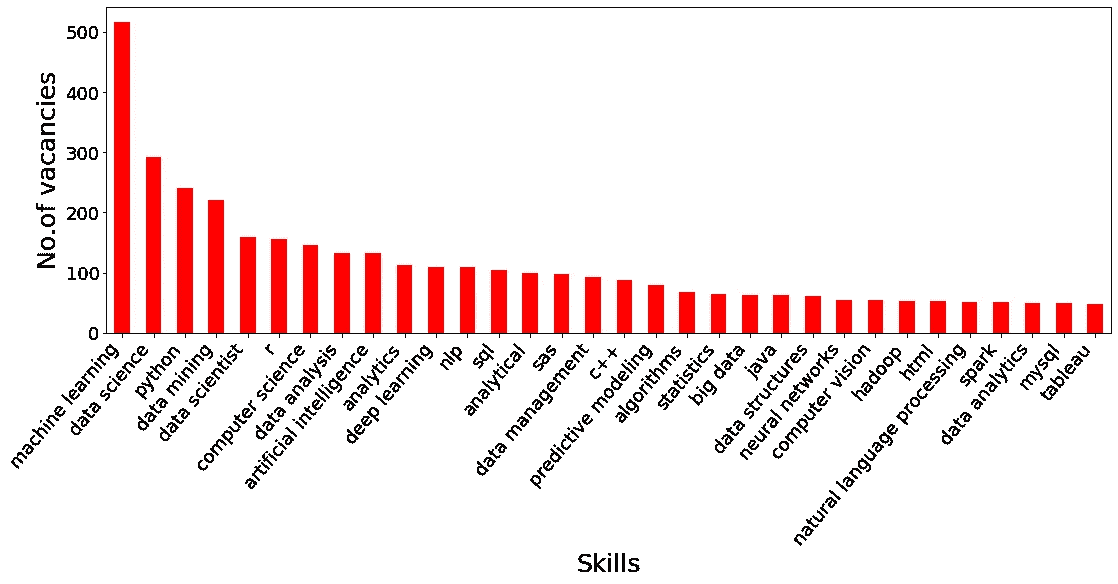 No.of vacancies
500
400
300
200
100
0
machine learning
data science
python
data mining
data scientist
r
computer science
data analysis
artificial intelligence
analytics
deep learning
nlp
sql
analytical
sas
data management
c++
predictive modeling
algorithms
statistics
big data
java
data structures
neural networks
computer vision
hadoop
html
natural language processing
spark
data analytics
mysql
tableau
Skills